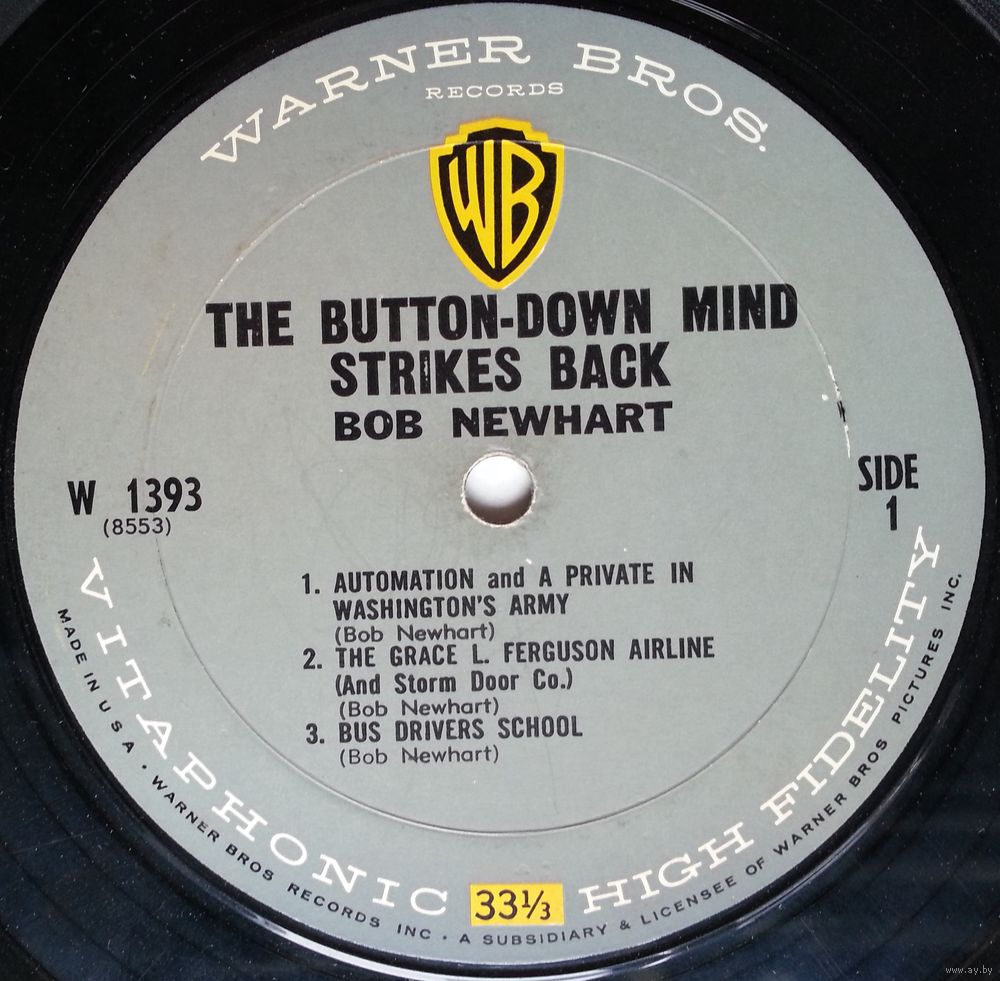 WARNER BROS.
RECORDS
WB
THE BUTTON-DOWN MIND
STRIKES BACK
BOB NEWHART
W 1393
(8553)
SIDE
1
1. AUTOMATION and A PRIVATE IN
WASHINGTON'S ARMY
(Bob Newhart)
2. THE GRACE L. FERGUSON AIRLINE
(And Storm Door Co.)
(Bob Newhart)
3. BUS DRIVERS SCHOOL
(Bob Newhart)
VITAPHONIC 33⅓ HIGH FIDELITY
MADE IN U S A · WARNER BROS RECORDS INC · A SUBSIDIARY & LICENSEE OF WARNER BROS PICTURES INC.
www.ay.by